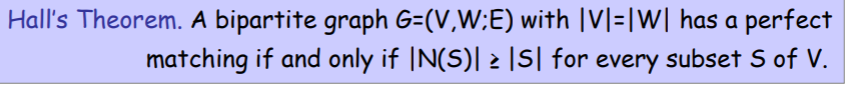 Hall's Theorem. A bipartite graph G=(V,W;E) with |V|=|W| has a perfect
matching if and only if |N(S)| ≥ |S| for every subset S of V.